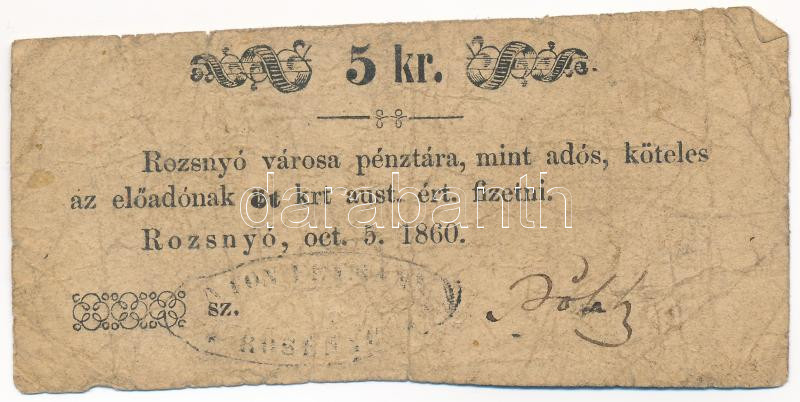 5 kr.
Rozsnyó városa pénztára, mint adós, köteles
az előadónak öt krt aust. ért. fizetni.
Rozsnyó, oct. 5. 1860.
sz.
darabanth